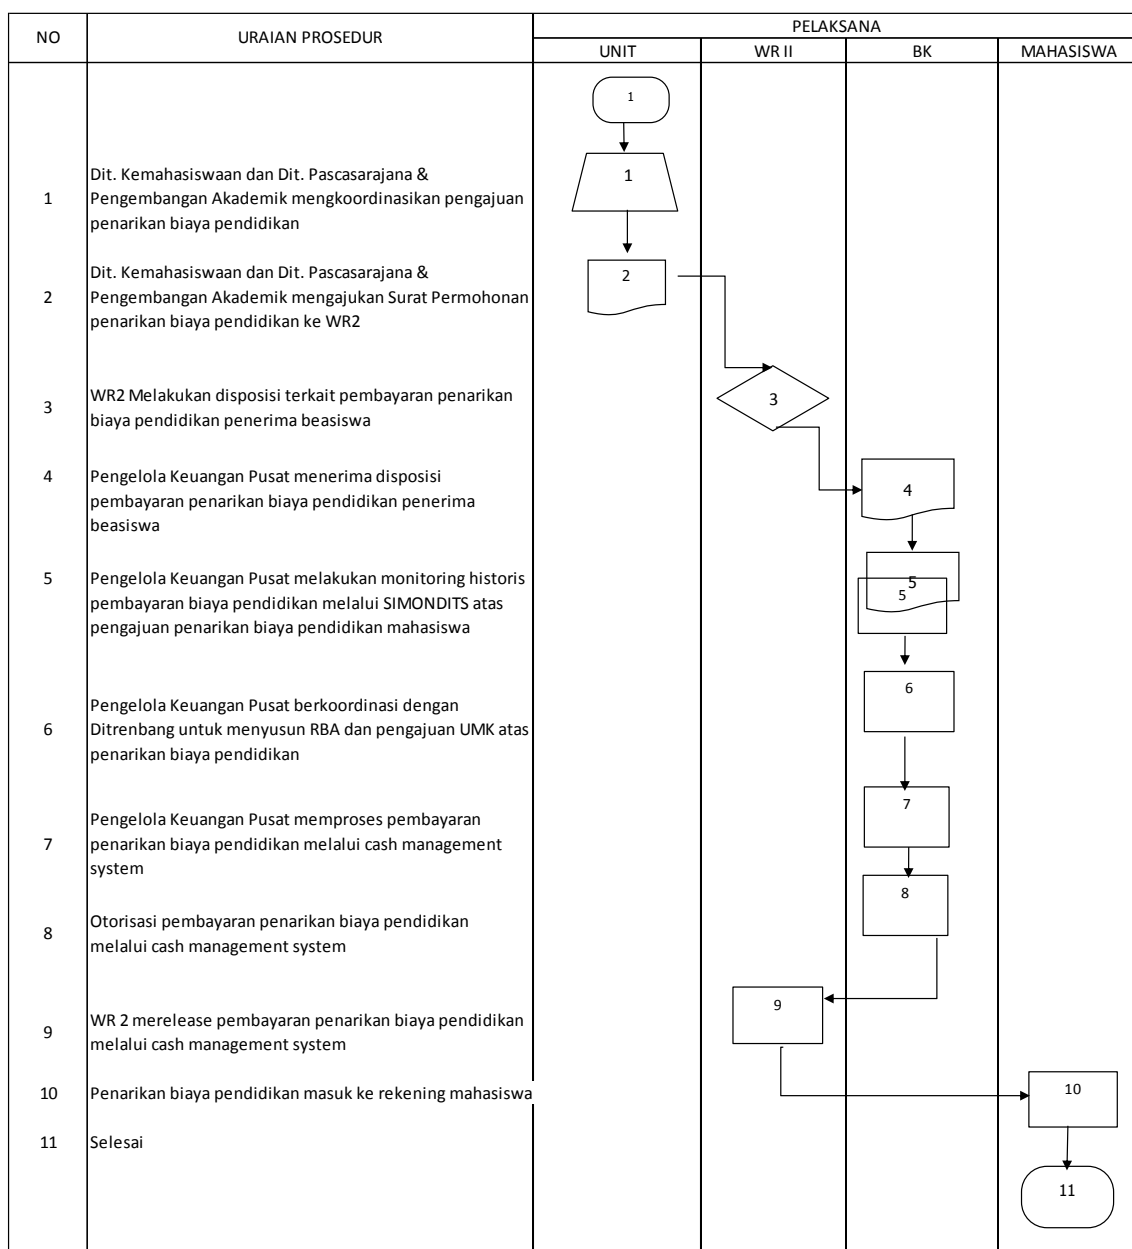 NO
URAIAN PROSEDUR
PELAKSANA
UNIT
WR II
BK
MAHASISWA
1
1
Dit. Kemahasiswaan dan Dit. Pascasarajana &
Pengembangan Akademik mengkoordinasikan pengajuan
penarikan biaya pendidikan
1
2
Dit. Kemahasiswaan dan Dit. Pascasarajana &
Pengembangan Akademik mengajukan Surat Permohonan
penarikan biaya pendidikan ke WR2
2
3
WR2 Melakukan disposisi terkait pembayaran penarikan
biaya pendidikan penerima beasiswa
3
4
Pengelola Keuangan Pusat menerima disposisi
pembayaran penarikan biaya pendidikan penerima
beasiswa
4
5
Pengelola Keuangan Pusat melakukan monitoring historis
pembayaran biaya pendidikan melalui SIMONDITS atas
pengajuan penarikan biaya pendidikan mahasiswa
5
5
6
Pengelola Keuangan Pusat berkoordinasi dengan
Ditrenbang untuk menyusun RBA dan pengajuan UMK atas
penarikan biaya pendidikan
6
7
Pengelola Keuangan Pusat memproses pembayaran
penarikan biaya pendidikan melalui cash management
system
7
8
Otorisasi pembayaran penarikan biaya pendidikan
melalui cash management system
8
9
WR 2 merelease pembayaran penarikan biaya pendidikan
melalui cash management system
9
10
Penarikan biaya pendidikan masuk ke rekening mahasiswa
10
11
Selesai
11